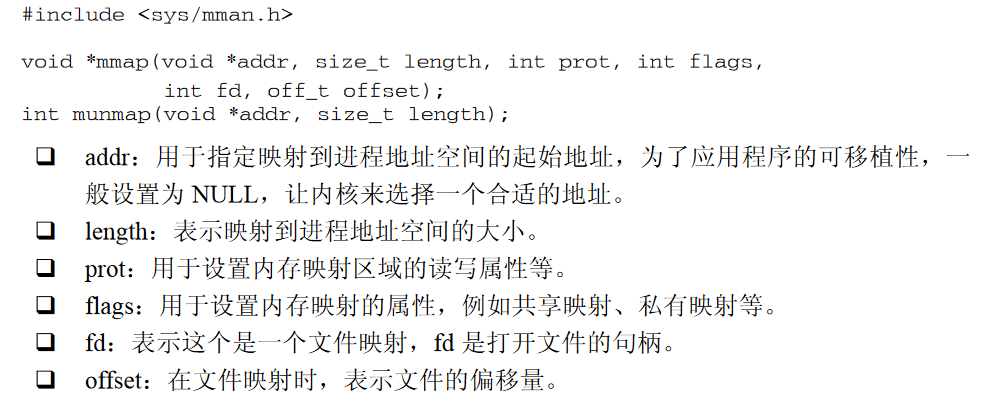 #include <sys/mman.h>
void *mmap(void *addr, size_t length, int prot, int flags,
int fd, off_t offset);
int munmap(void *addr, size_t length);
❑ addr：用于指定映射到进程地址空间的起始地址，为了应用程序的可移植性，一
般设置为 NULL，让内核来选择一个合适的地址。
❑ length：表示映射到进程地址空间的大小。
❑ prot：用于设置内存映射区域的读写属性等。
❑ flags：用于设置内存映射的属性，例如共享映射、私有映射等。
❑ fd：表示这个是一个文件映射，fd 是打开文件的句柄。
❑ offset：在文件映射时，表示文件的偏移量。